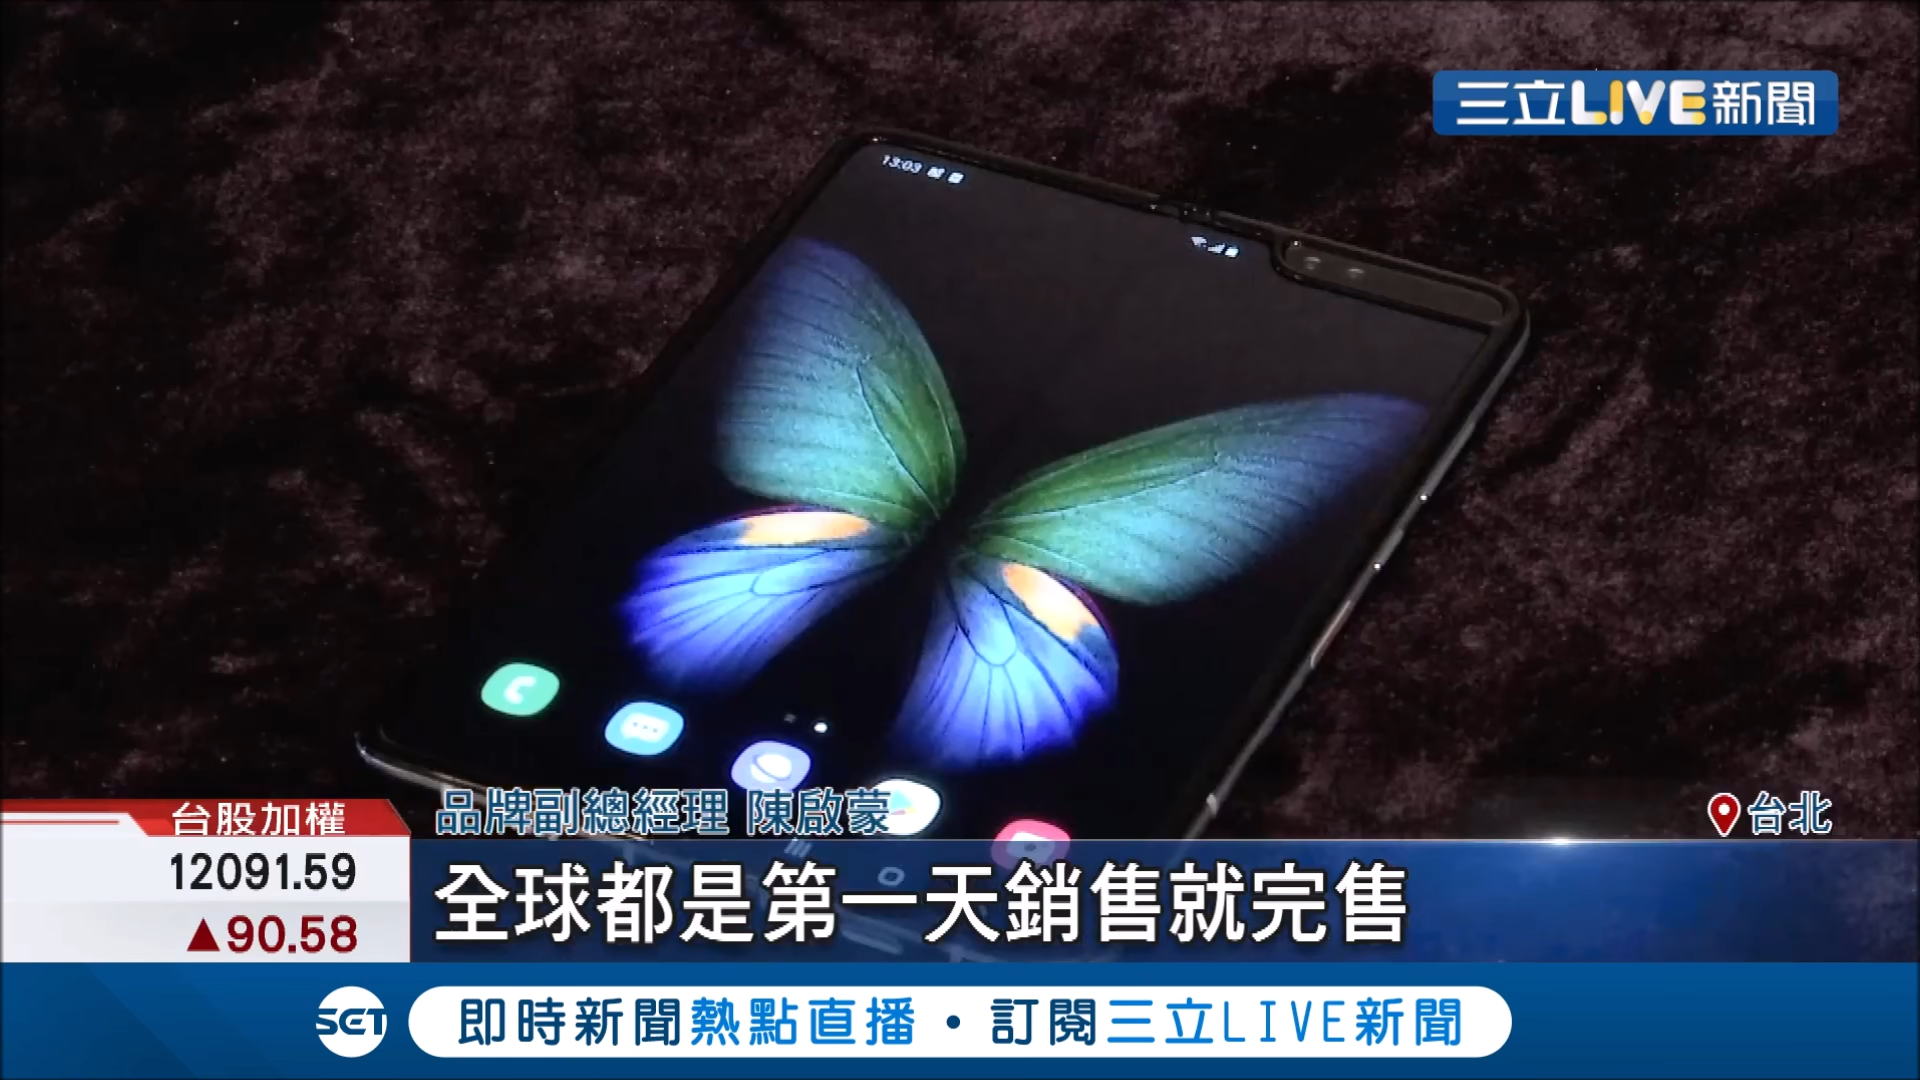 三立LIVE新聞
13:03
台股加權
12091.59
▲90.58
品牌副總經理 陳啟蒙
台北
全球都是第一天銷售就完售
SET
即時新聞熱點直播・訂閱三立LIVE新聞